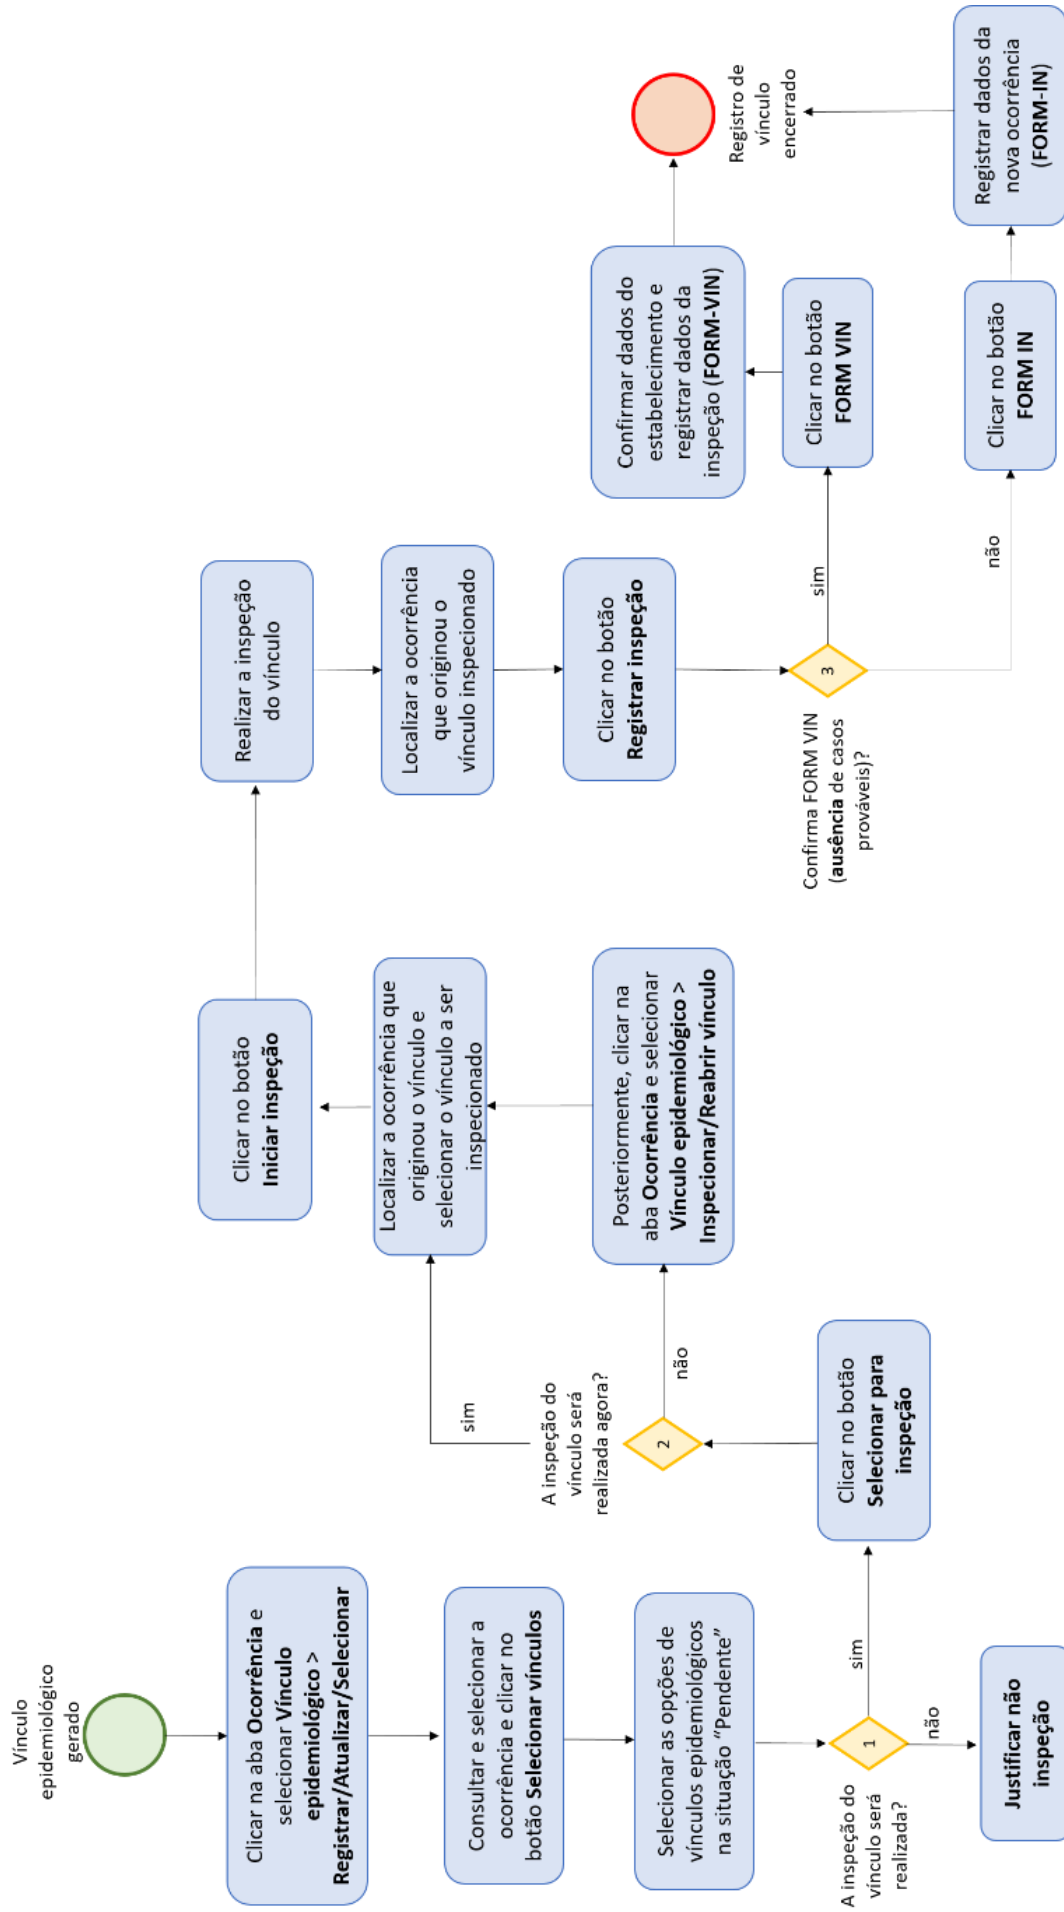 Vínculo
epidemiológico
gerado
Clicar na aba Ocorrência e
selecionar Vínculo
epidemiológico >
Registrar/Atualizar/Selecionar
Consultar e selecionar a
ocorrência e clicar no
botão Selecionar vínculos
Selecionar as opções de
vínculos epidemiológicos
na situação “Pendente”
1
A inspeção do
vínculo será
realizada?
não
Justificar não
inspeção
sim
Clicar no botão
Selecionar para
inspeção
2
A inspeção do
vínculo será
realizada agora?
sim
não
Posteriormente, clicar na
aba Ocorrência e selecionar
Vínculo epidemiológico >
Inspecionar/Reabrir vínculo
Localizar a ocorrência que
originou o vínculo e
selecionar o vínculo a ser
inspecionado
Clicar no botão
Iniciar inspeção
Realizar a inspeção
do vínculo
Localizar a ocorrência
que originou o
vínculo inspecionado
Clicar no botão
Registrar inspeção
3
Confirma FORM VIN
(ausência de casos
prováveis)?
sim
Clicar no botão
FORM VIN
Confirmar dados do
estabelecimento e
registrar dados da
inspeção (FORM-VIN)
não
Clicar no botão
FORM IN
Registrar dados da
nova ocorrência
(FORM-IN)
Registro de
vínculo
encerrado